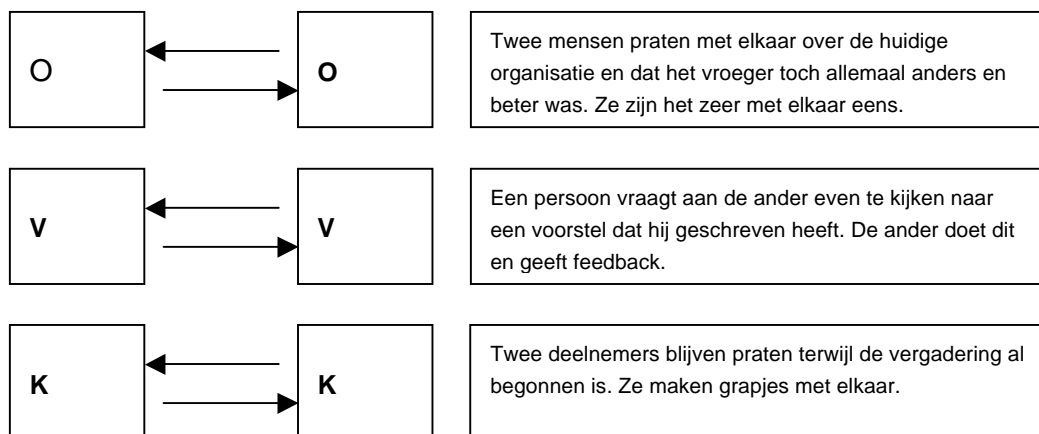 O O
Twee mensen praten met elkaar over de huidige
organisatie en dat het vroeger toch allemaal anders en
beter was. Ze zijn het zeer met elkaar eens.
V V
Een persoon vraagt aan de ander even te kijken naar
een voorstel dat hij geschreven heeft. De ander doet dit
en geeft feedback.
K K
Twee deelnemers blijven praten terwijl de vergadering al
begonnen is. Ze maken grapjes met elkaar.